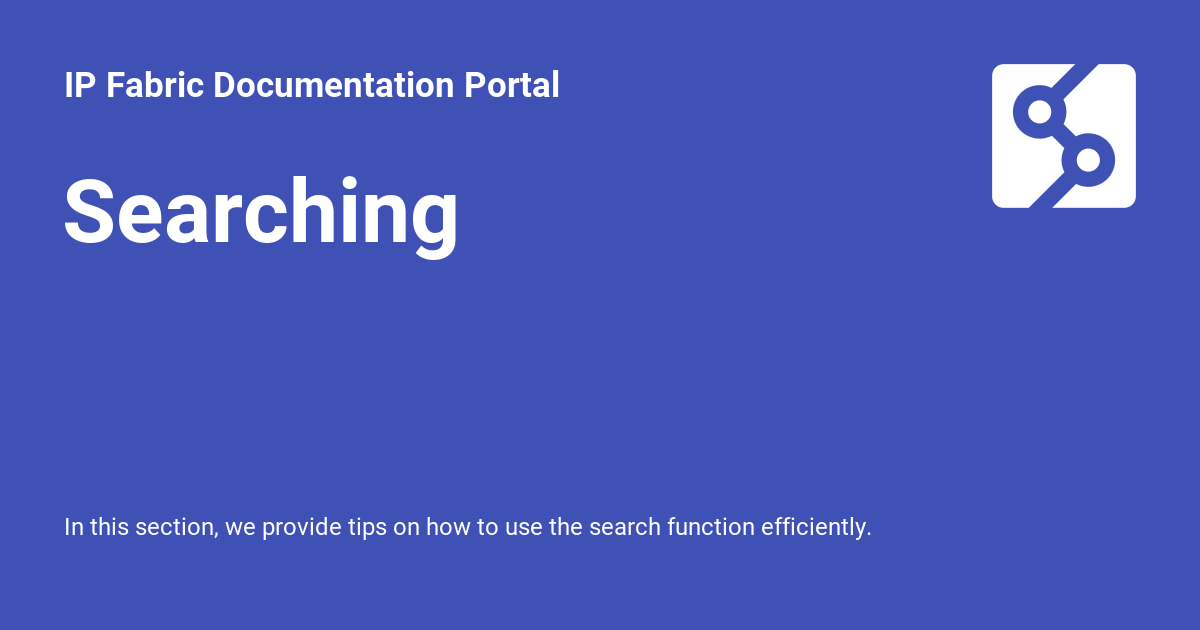 IP Fabric Documentation Portal
Searching
In this section, we provide tips on how to use the search function efficiently.